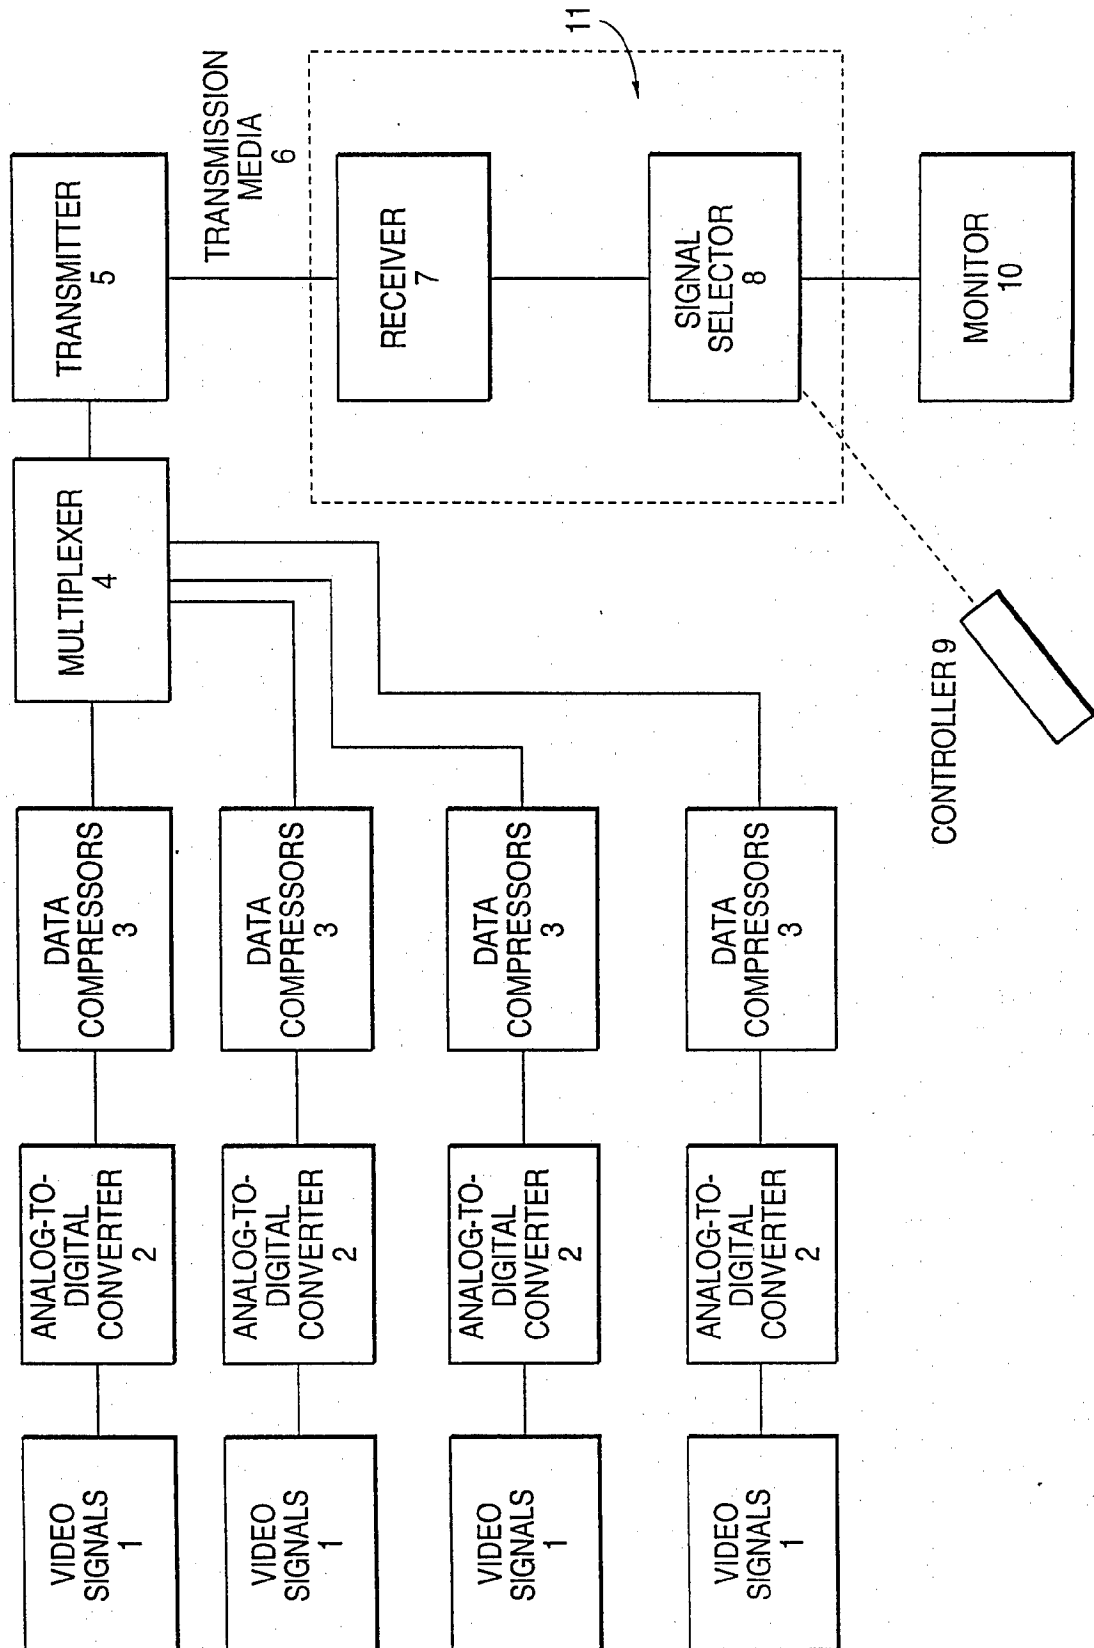 VIDEO
SIGNALS
1
ANALOG-TO-
DIGITAL
CONVERTER
2
DATA
COMPRESSORS
3
MULTIPLEXER
4
TRANSMITTER
5
VIDEO
SIGNALS
1
ANALOG-TO-
DIGITAL
CONVERTER
2
DATA
COMPRESSORS
3
TRANSMISSION
MEDIA
6
VIDEO
SIGNALS
1
ANALOG-TO-
DIGITAL
CONVERTER
2
DATA
COMPRESSORS
3
RECEIVER
7
11
VIDEO
SIGNALS
1
ANALOG-TO-
DIGITAL
CONVERTER
2
DATA
COMPRESSORS
3
SIGNAL
SELECTOR
8
CONTROLLER 9
MONITOR
10